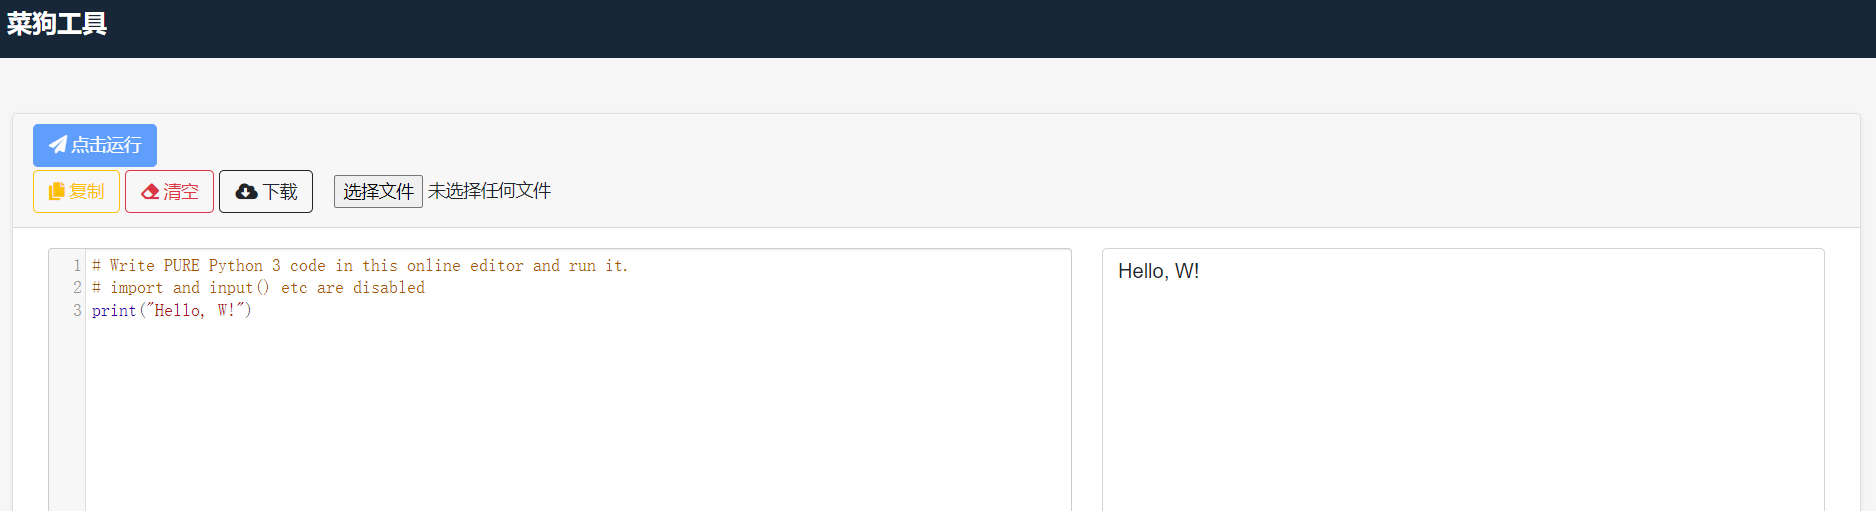 菜狗工具
点击运行
复制 清空 下载 选择文件 未选择任何文件
1 # Write PURE Python 3 code in this online editor and run it.
2 # import and input() etc are disabled
3 print("Hello, W!")
Hello, W!